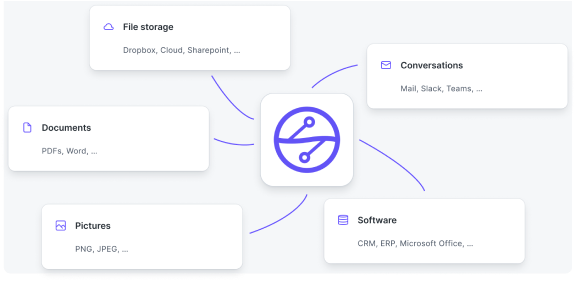 File storage
Dropbox, Cloud, Sharepoint, ...
Conversations
Mail, Slack, Teams, ...
Documents
PDFs, Word, ...
Pictures
PNG, JPEG, ...
Software
CRM, ERP, Microsoft Office, ...